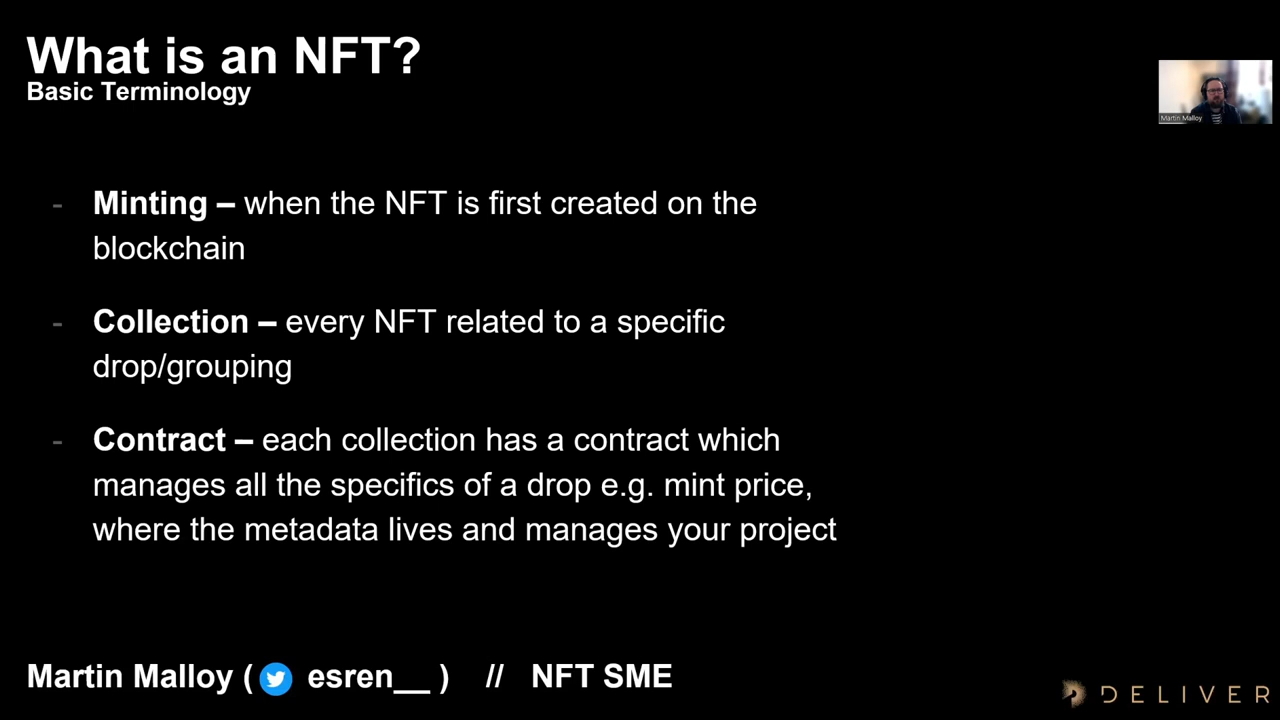 What is an NFT?
Basic Terminology
Martin Malloy
- Minting – when the NFT is first created on the
blockchain
- Collection – every NFT related to a specific
drop/grouping
- Contract – each collection has a contract which
manages all the specifics of a drop e.g. mint price,
where the metadata lives and manages your project
Martin Malloy ( esren__ ) // NFT SME
DELIVER